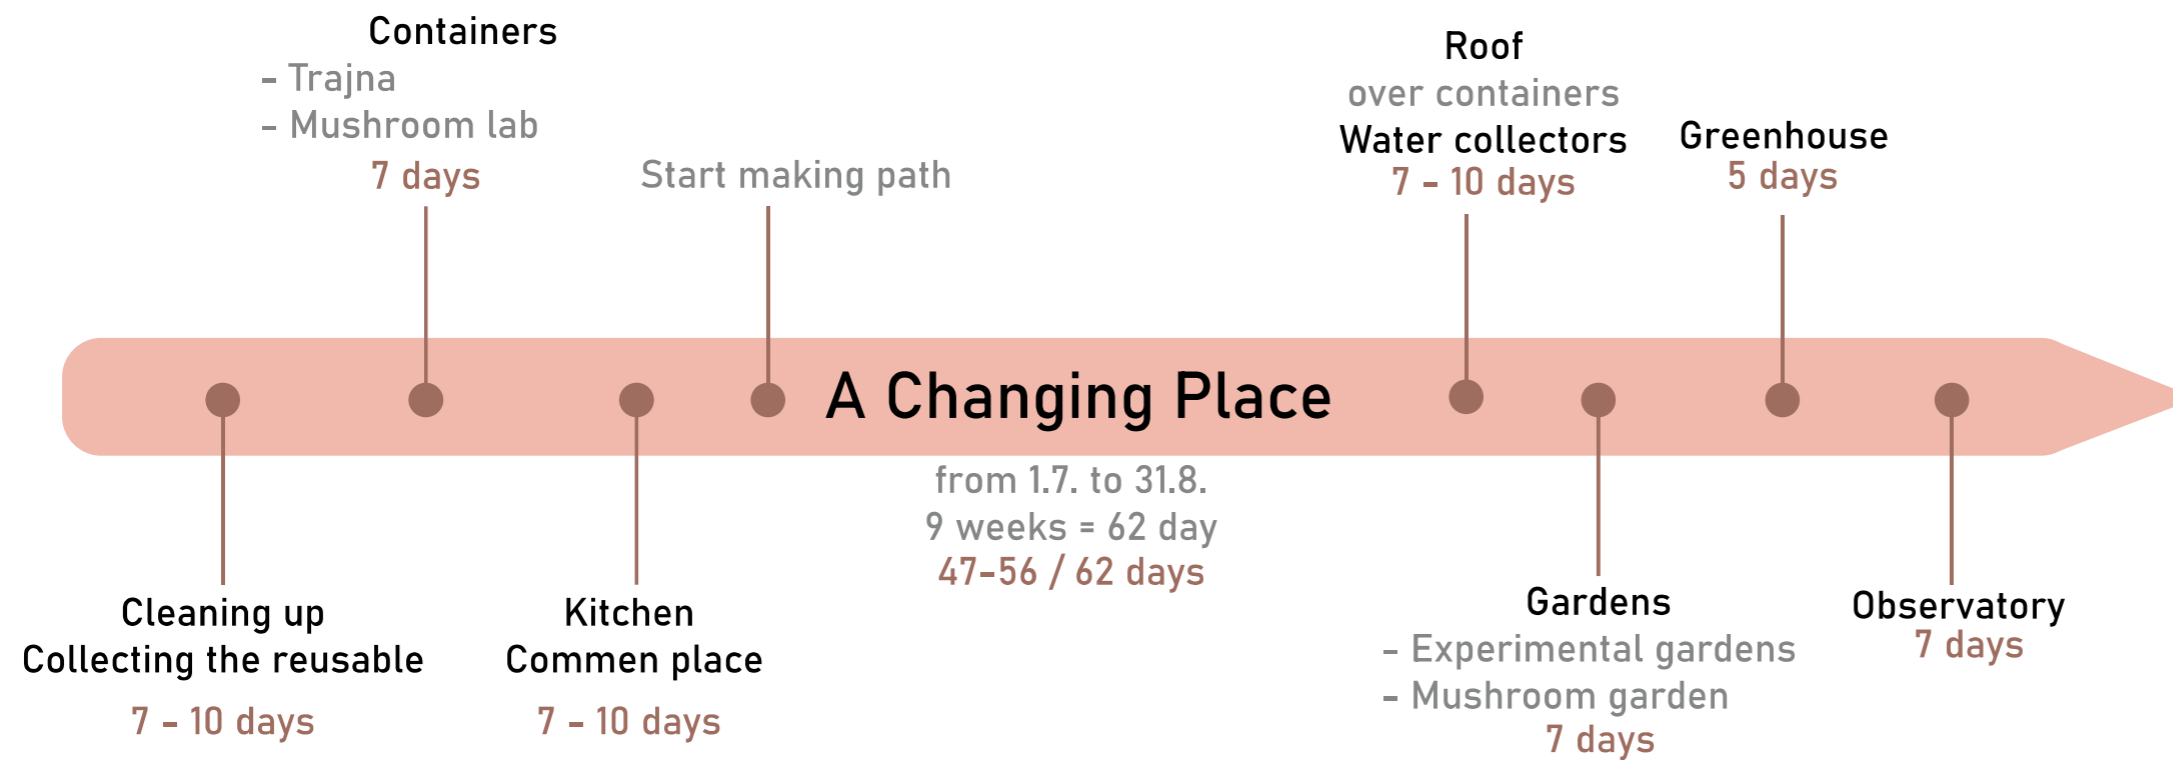 Containers
- Trajna
- Mushroom lab
7 days
Start making path
Roof
over containers
Water collectors
7 - 10 days
Greenhouse
5 days
A Changing Place
from 1.7. to 31.8.
9 weeks = 62 day
47-56 / 62 days
Cleaning up
Collecting the reusable
7 - 10 days
Kitchen
Commen place
7 - 10 days
Gardens
- Experimental gardens
- Mushroom garden
7 days
Observatory
7 days